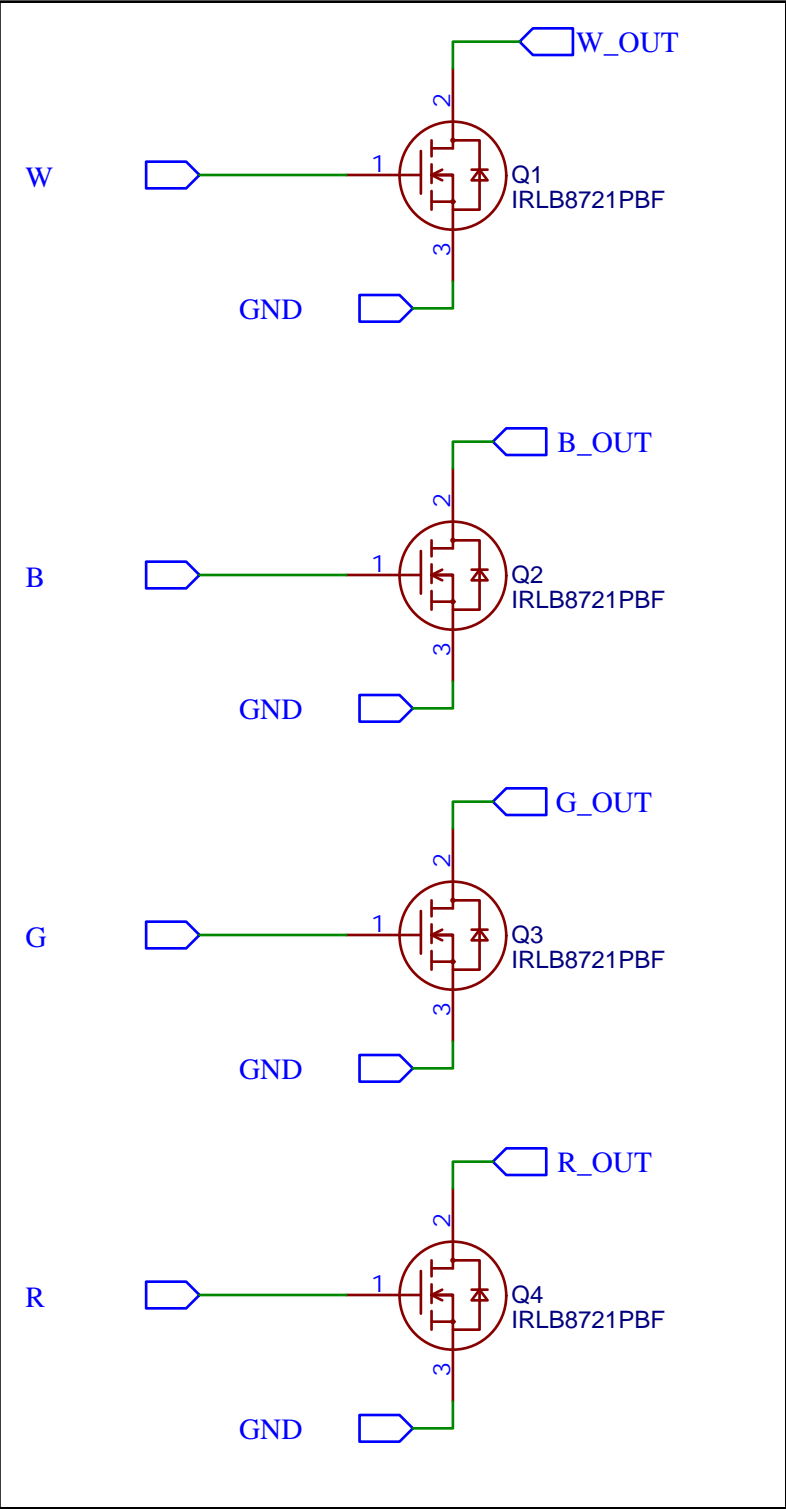 W_OUT
2
W
1
Q1
IRLB8721PBF
3
GND
B_OUT
2
B
1
Q2
IRLB8721PBF
3
GND
G_OUT
2
G
1
Q3
IRLB8721PBF
3
GND
R_OUT
2
R
1
Q4
IRLB8721PBF
3
GND